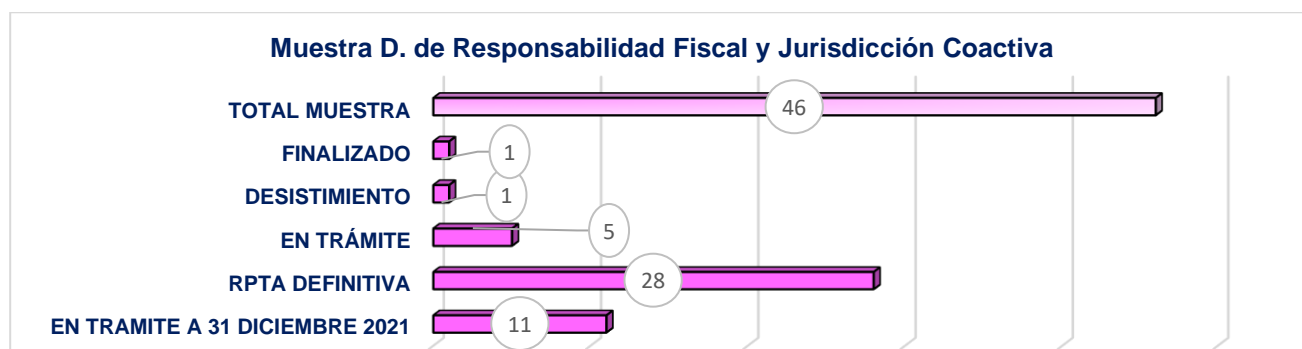 Muestra D. de Responsabilidad Fiscal y Jurisdicción Coactiva
TOTAL MUESTRA 46
FINALIZADO 1
DESISTIMIENTO 1
EN TRÁMITE 5
RPTA DEFINITIVA 28
EN TRAMITE A 31 DICIEMBRE 2021 11